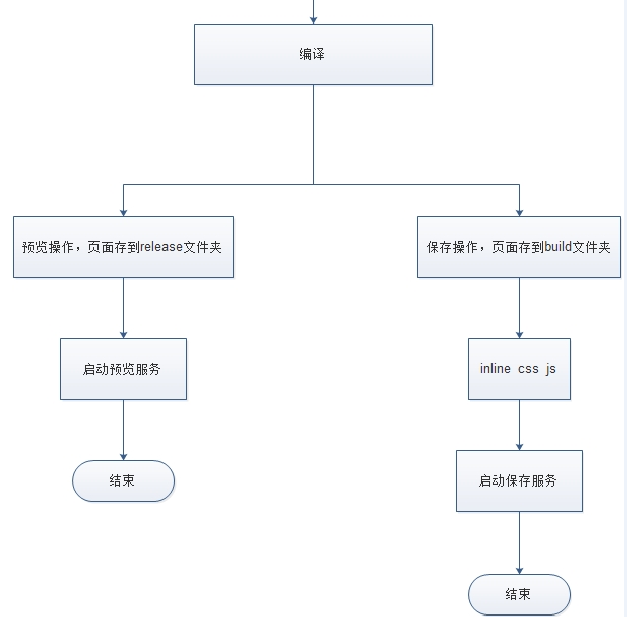 编译
预览操作，页面存到release文件夹
保存操作，页面存到build文件夹
启动预览服务
inline css js
结束
启动保存服务
结束